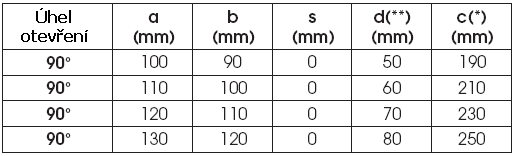 Úhel otevření a (mm) b (mm) s (mm) d(**) (mm) c(*) (mm)
90° 100 90 0 50 190
90° 110 100 0 60 210
90° 120 110 0 70 230
90° 130 120 0 80 250